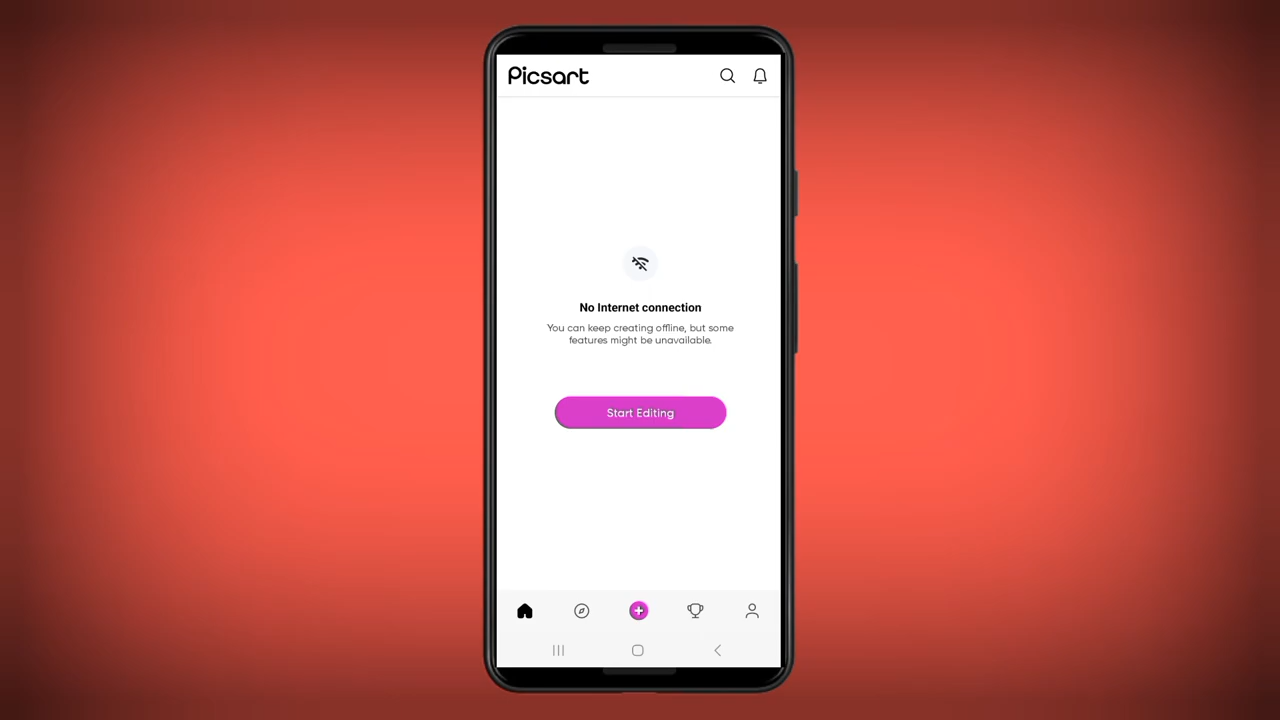 Picsart
No Internet connection
You can keep creating offline, but some
features might be unavailable.
Start Editing